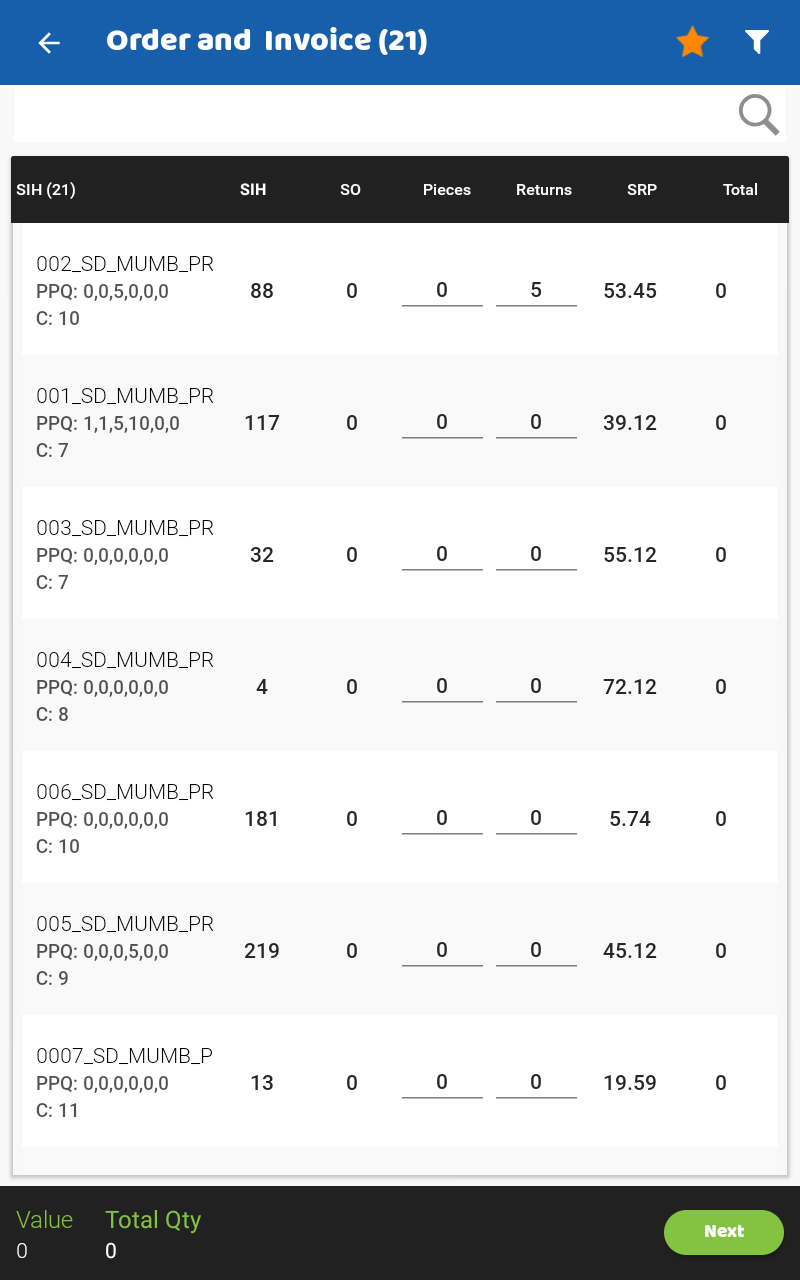 Order and Invoice (21)
SIH (21) SIH SO Pieces Returns SRP Total
002_SD_MUMB_PR
PPQ: 0,0,5,0,0,0 88 0 0 5 53.45 0
C: 10
001_SD_MUMB_PR
PPQ: 1,1,5,10,0,0 117 0 0 0 39.12 0
C: 7
003_SD_MUMB_PR
PPQ: 0,0,0,0,0,0 32 0 0 0 55.12 0
C: 7
004_SD_MUMB_PR
PPQ: 0,0,0,0,0,0 4 0 0 0 72.12 0
C: 8
006_SD_MUMB_PR
PPQ: 0,0,0,0,0,0 181 0 0 0 5.74 0
C: 10
005_SD_MUMB_PR
PPQ: 0,0,0,5,0,0 219 0 0 0 45.12 0
C: 9
0007_SD_MUMB_P
PPQ: 0,0,0,0,0,0 13 0 0 0 19.59 0
C: 11
Value Total Qty
0 0
Next